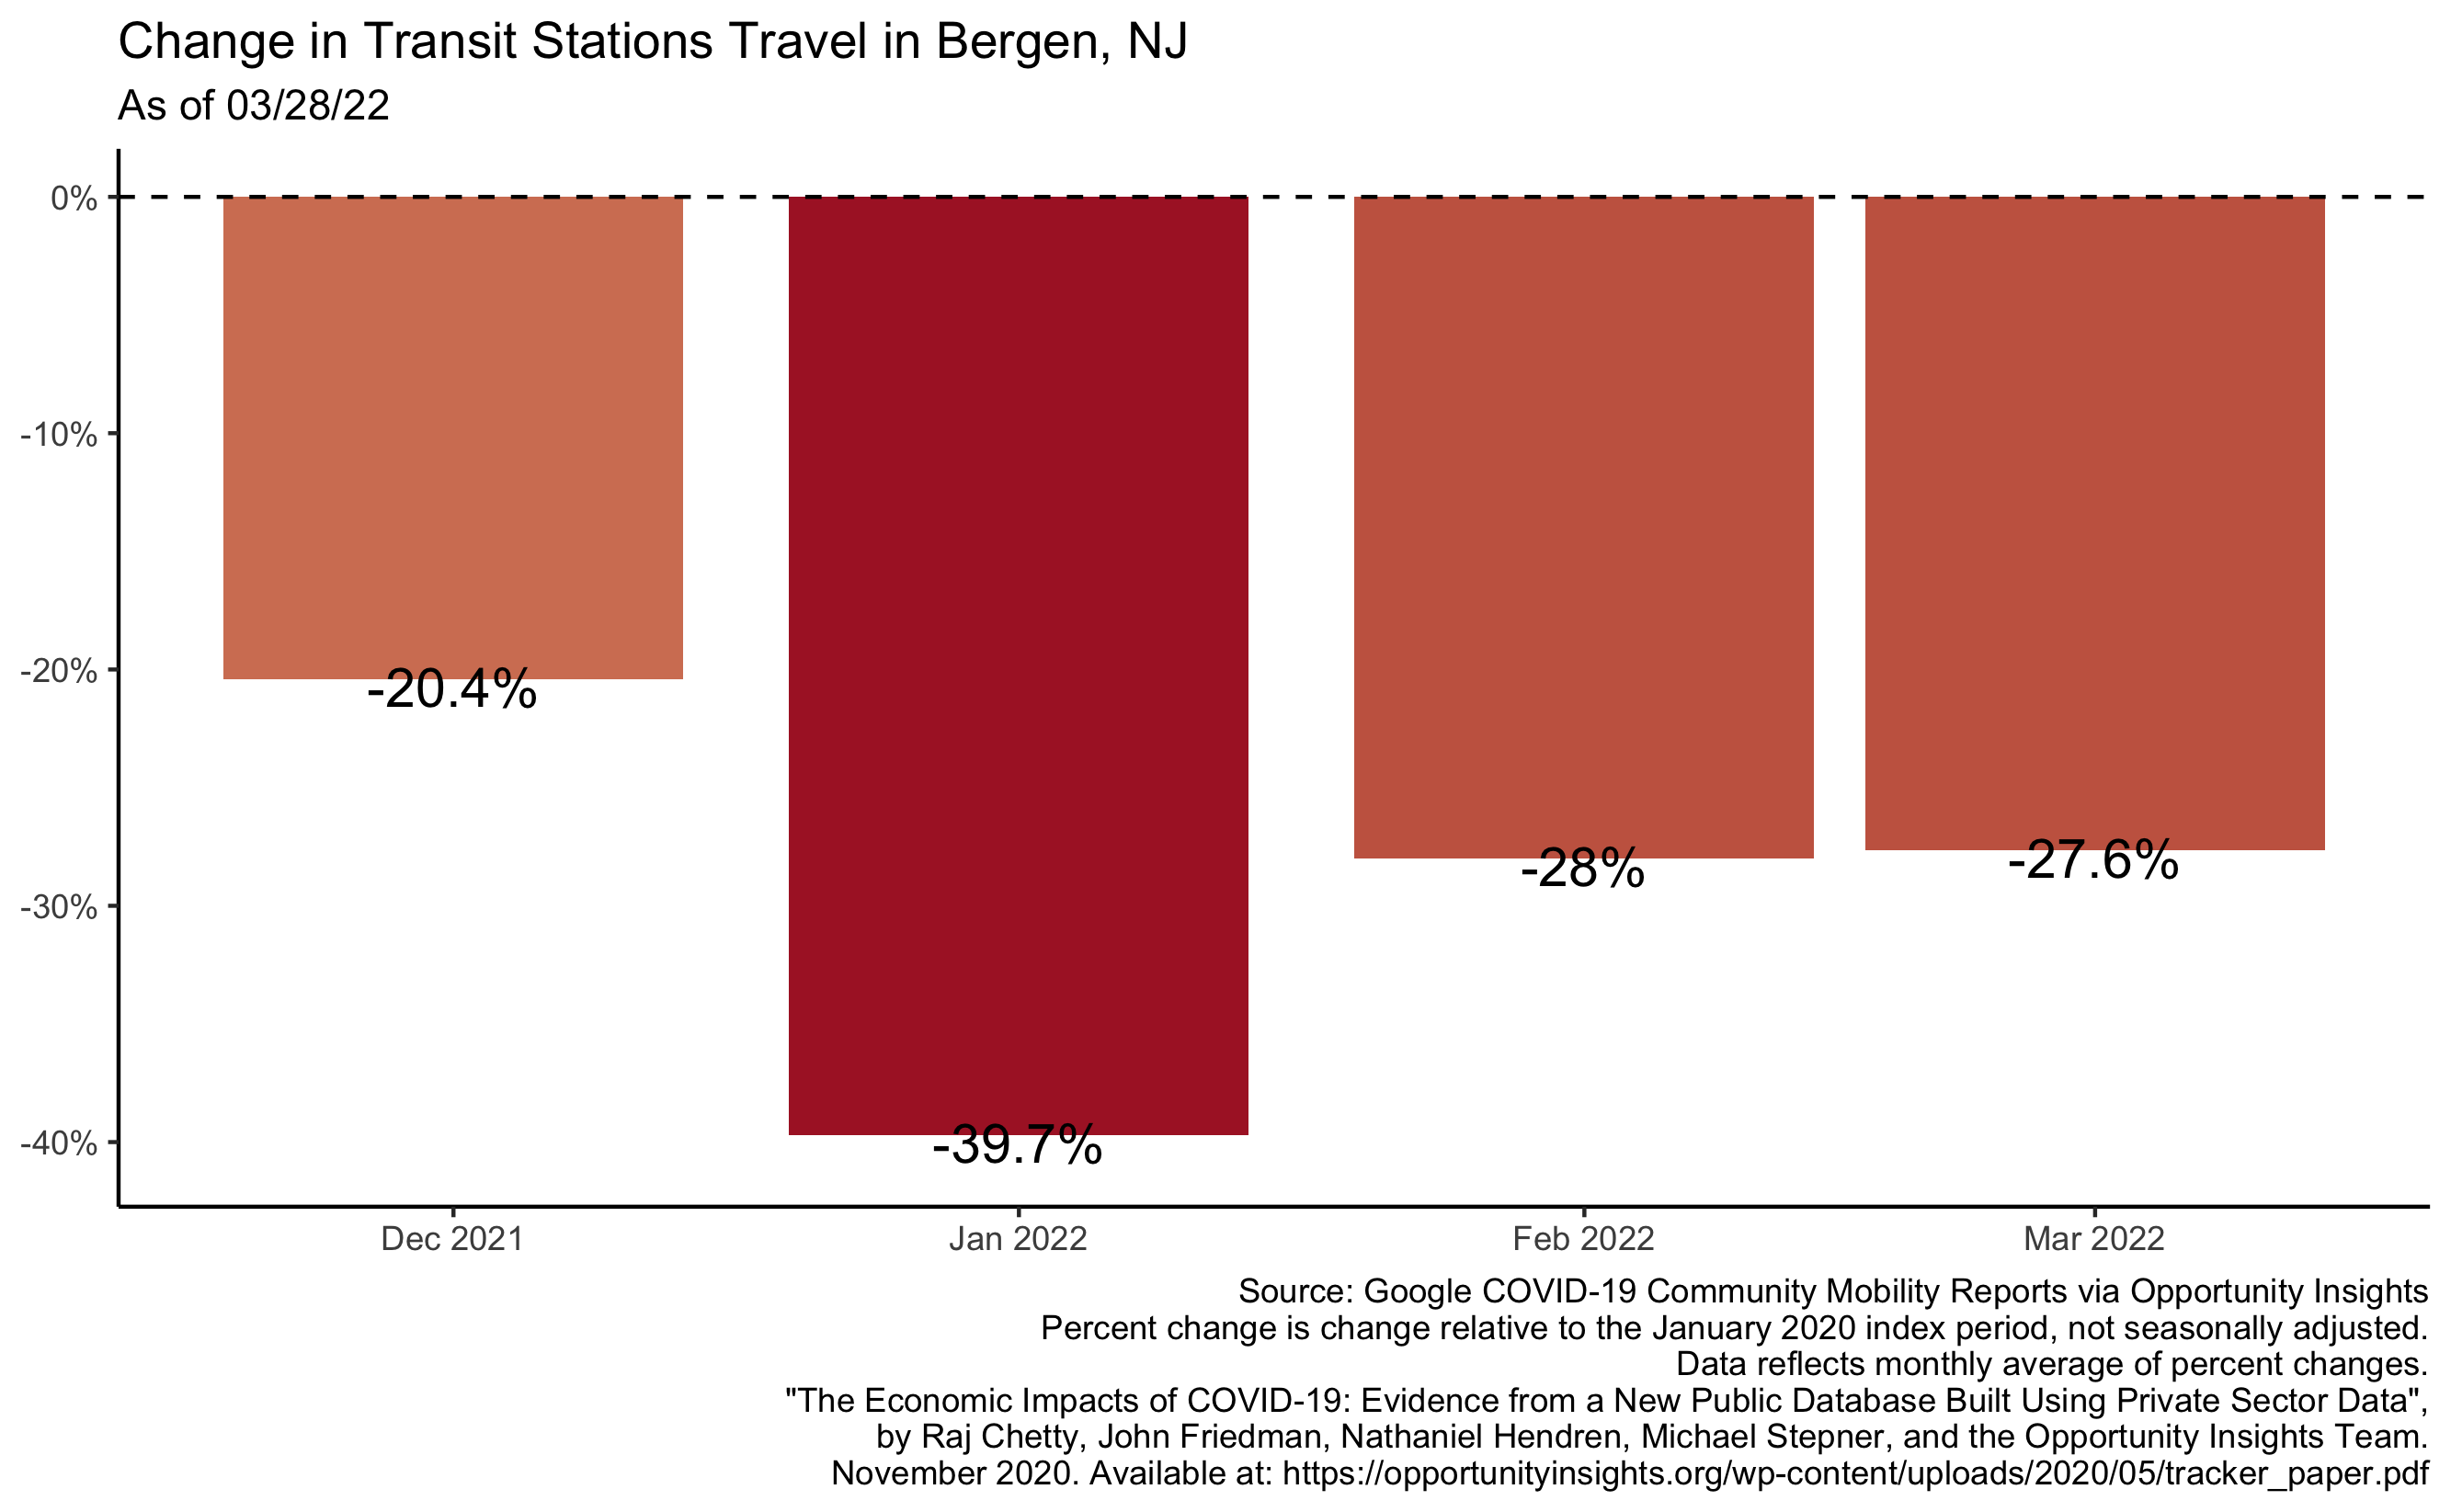 Change in Transit Stations Travel in Bergen, NJ
As of 03/28/22
0%
-10%
-20%
-30%
-40%
-20.4%
-39.7%
-28%
-27.6%
Dec 2021
Jan 2022
Feb 2022
Mar 2022
Source: Google COVID-19 Community Mobility Reports via Opportunity Insights
Percent change is change relative to the January 2020 index period, not seasonally adjusted.
Data reflects monthly average of percent changes.
"The Economic Impacts of COVID-19: Evidence from a New Public Database Built Using Private Sector Data",
by Raj Chetty, John Friedman, Nathaniel Hendren, Michael Stepner, and the Opportunity Insights Team.
November 2020. Available at: https://opportunityinsights.org/wp-content/uploads/2020/05/tracker_paper.pdf